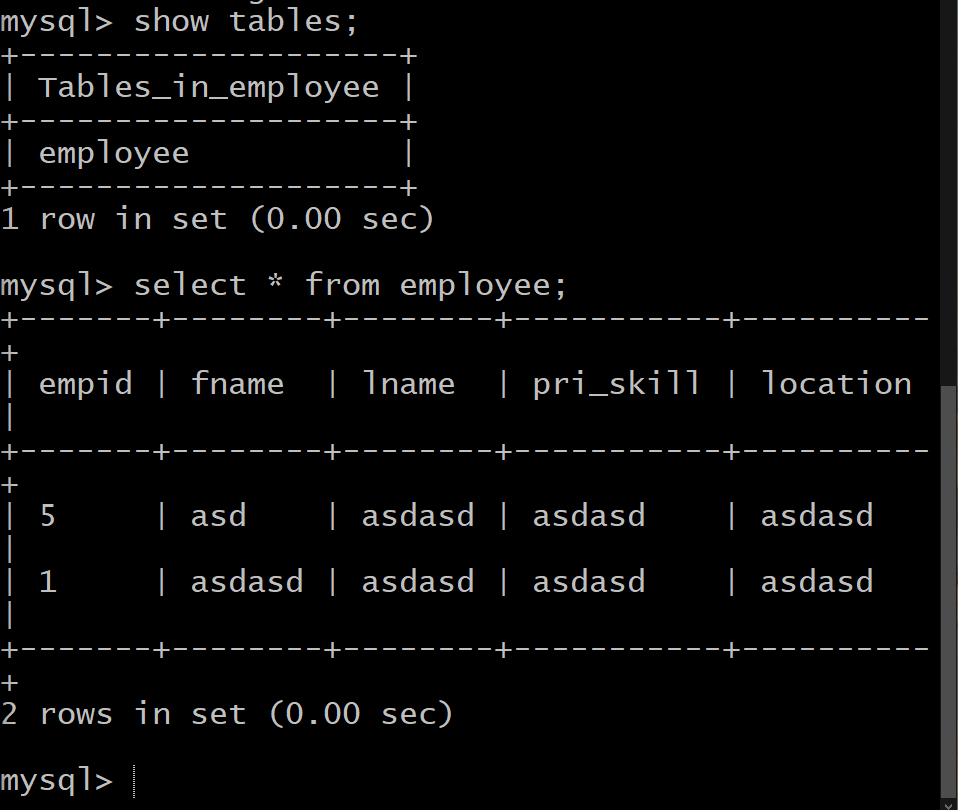 mysql> show tables;
+--------------------+
| Tables_in_employee |
+--------------------+
| employee           |
+--------------------+
1 row in set (0.00 sec)
mysql> select * from employee;
+-------+--------+--------+-----------+----------
+
| empid | fname  | lname  | pri_skill | location
|
+-------+--------+--------+-----------+----------
+
| 5     | asd    | asdasd | asdasd    | asdasd
|
| 1     | asdasd | asdasd | asdasd    | asdasd
|
+-------+--------+--------+-----------+----------
+
2 rows in set (0.00 sec)
mysql>